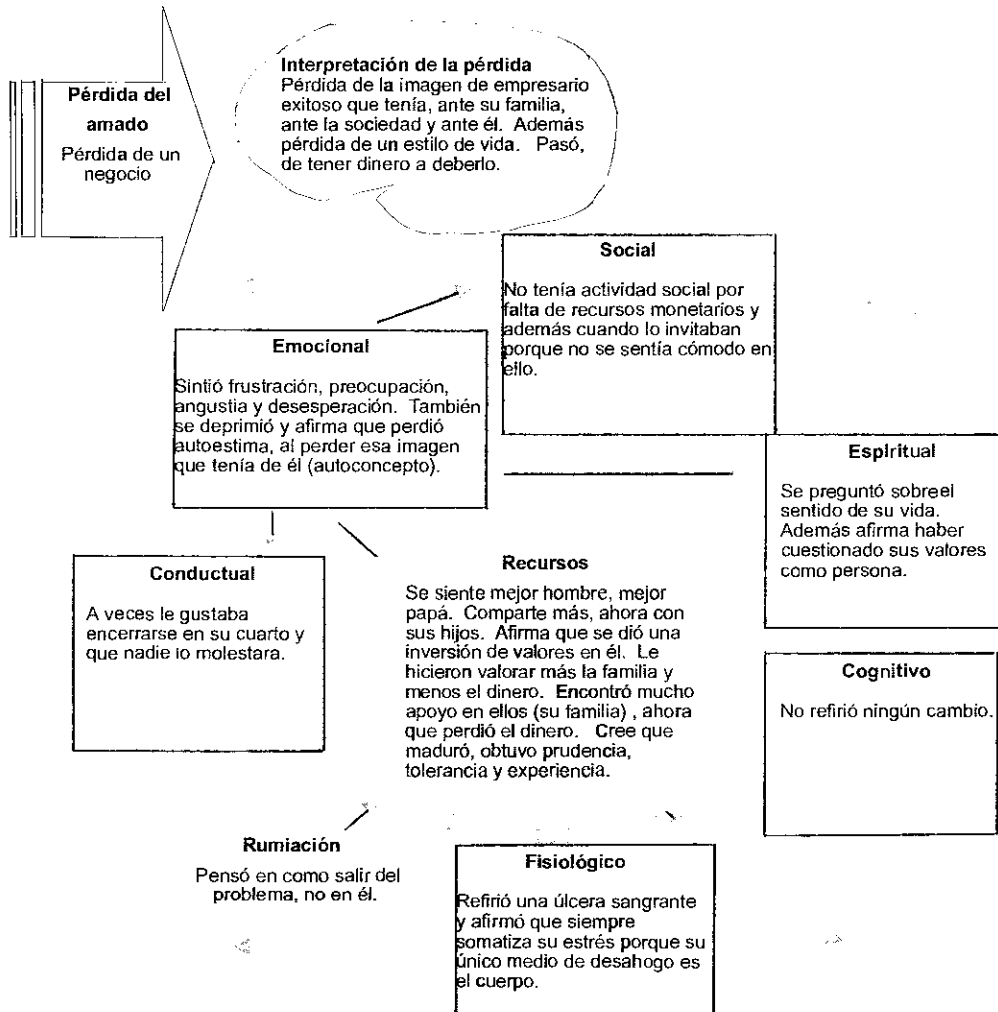 Pérdida del
amado
Pérdida de un
negocio
Interpretación de la pérdida
Pérdida de la imagen de empresario
exitoso que tenía, ante su familia,
ante la sociedad y ante él. Además
pérdida de un estilo de vida. Pasó,
de tener dinero a deberlo.
Social
No tenía actividad social por
falta de recursos monetarios y
además cuando lo invitaban
porque no se sentía cómodo en
ello.
Emocional
Sintió frustración, preocupación,
angustia y desesperación. También
se deprimió y afirma que perdió
autoestima, al perder esa imagen
que tenía de él (autoconcepto).
Espiritual
Se preguntó sobreel
sentido de su vida.
Además afirma haber
cuestionado sus valores
como persona.
Conductual
A veces le gustaba
encerrarse en su cuarto y
que nadie lo molestara.
Recursos
Se siente mejor hombre, mejor
papá. Comparte más, ahora con
sus hijos. Afirma que se dió una
inversión de valores en él. Le
hicieron valorar más la familia y
menos el dinero. Encontró mucho
apoyo en ellos (su familia) , ahora
que perdió el dinero. Cree que
maduró, obtuvo prudencia,
tolerancia y experiencia.
Cognitivo
No refirió ningún cambio.
Rumiación
Pensó en como salir del
problema, no en él.
Fisiológico
Refirió una úlcera sangrante
y afirmó que siempre
somatiza su estrés porque su
único medio de desahogo es
el cuerpo.